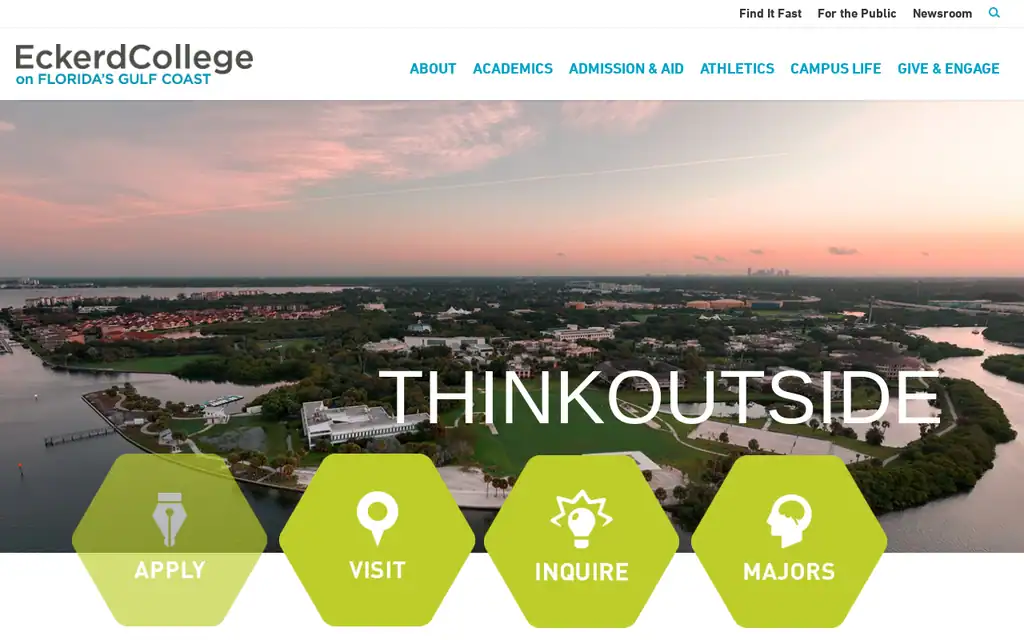 Find It Fast For the Public Newsroom
EckerdCollege
on FLORIDA'S GULF COAST
ABOUT ACADEMICS ADMISSION & AID ATHLETICS CAMPUS LIFE GIVE & ENGAGE
THINKOUTSIDE
APPLY VISIT INQUIRE MAJORS